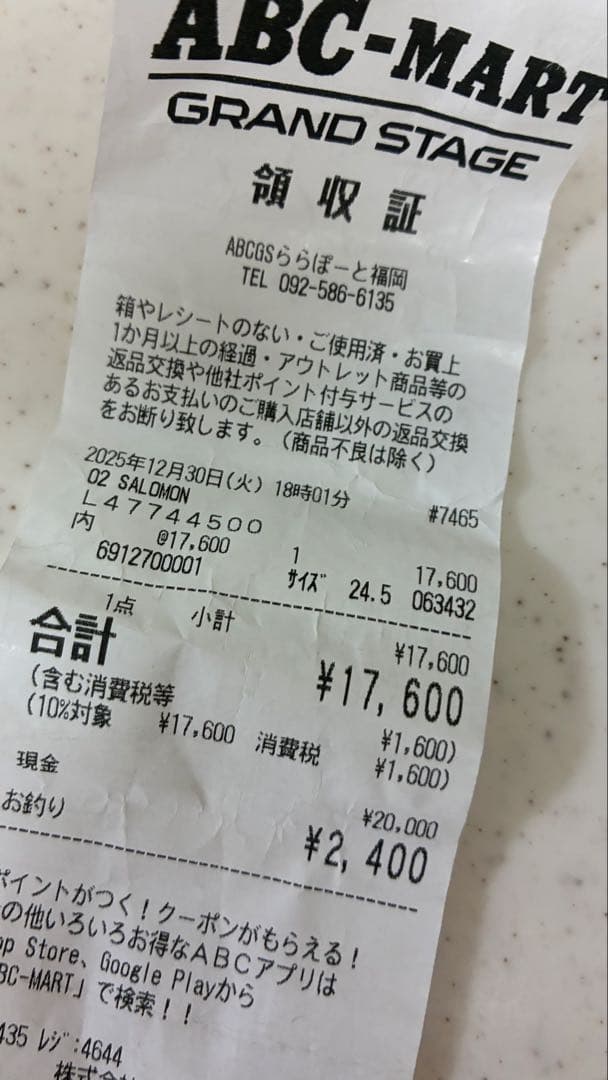 ABC-MART
GRAND STAGE
領収証
ABCGSららぽーと福岡
TEL 092-586-6135
箱やレシートのない・ご使用済・お買上
1か月以上の経過・アウトレット商品等の
返品交換や他社ポイント付与サービスの
あるお支払いのご購入店舗以外の返品交換
をお断り致します。(商品不良は除く)
2025年12月30日(火) 18時01分 #7465
02 SALOMON
L47744500
内 @17,600 1 17,600
6912700001 サイズ 24.5 063432
1点 小計 ¥17,600
合計 ¥17,600
(含む消費税等 ¥1,600)
(10%対象 ¥17,600 消費税 ¥1,600)
現金 ¥20,000
お釣り ¥2,400
ポイントがつく!クーポンがもらえる!
の他いろいろお得なABCアプリは
pp Store、Google Playから
BC-MART」で検索!!
435 レジ:4644
株式会